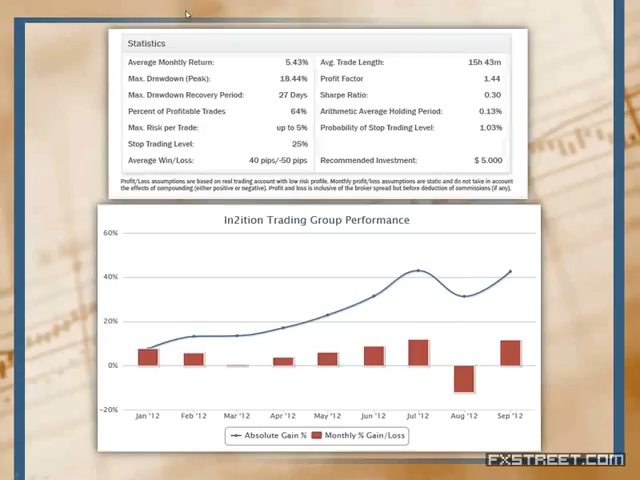 Statistics
Average Monhtly Return: 5.43% Avg. Trade Length: 15h 43m
Max. Drawdown (Peak): 18.44% Profit Factor 1.44
Max. Drawdown Recovery Period: 27 Days Sharpe Ratio: 0.30
Percent of Profitable Trades 64% Arithmetic Average Holding Period: 0.13%
Max. Risk per Trade: up to 5% Probability of Stop Trading Level: 1.03%
Stop Trading Level: 25%
Average Win/Loss: 40 pips/-50 pips Recommended Investment: $ 5.000
Profit/Loss assumptions are based on real trading account with low risk profile. Monthly profit/loss assumptions are static and do not take in account
the effects of compounding (either positive or negative). Profit and loss is inclusive of the broker spread but before deduction of commissions (if any).
In2ition Trading Group Performance
60%
40%
20%
0%
-20%
Jan '12 Feb '12 Mar '12 Apr '12 May '12 Jun '12 Jul '12 Aug '12 Sep '12
Absolute Gain % Monthly % Gain/Loss
FXSTREET.COM